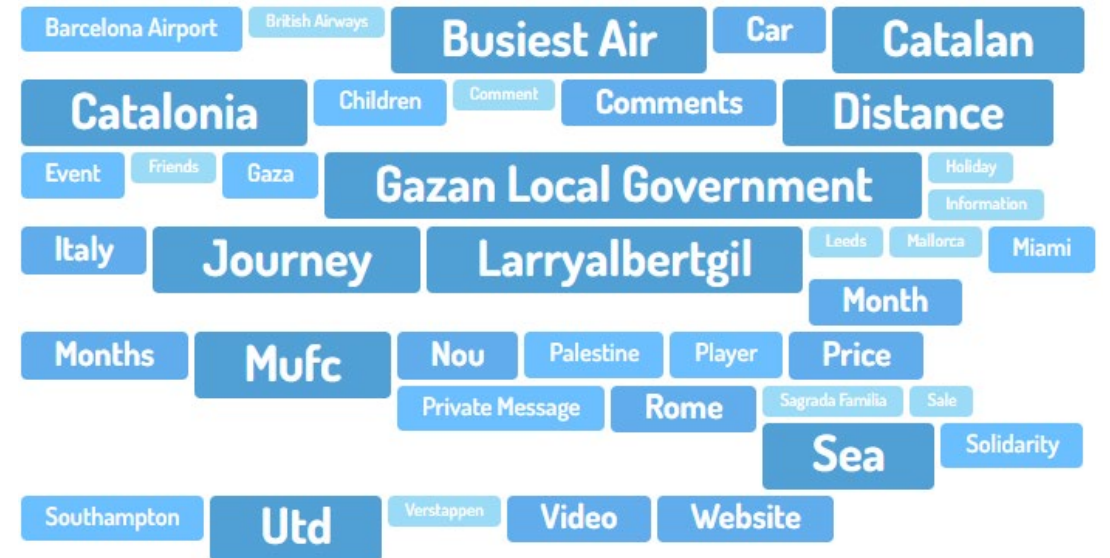 Barcelona Airport British Airways Busiest Air Car Catalan
Catalonia Children Comment Comments Distance
Event Friends Gaza Gazan Local Government Holiday
Information
Italy Journey Larryalbertgil Leeds Mallorca Miami
Month
Months Mufc Nou Palestine Player Price
Private Message Rome Sagrada Familia Sale
Sea Solidarity
Southampton Utd Verstappen Video Website